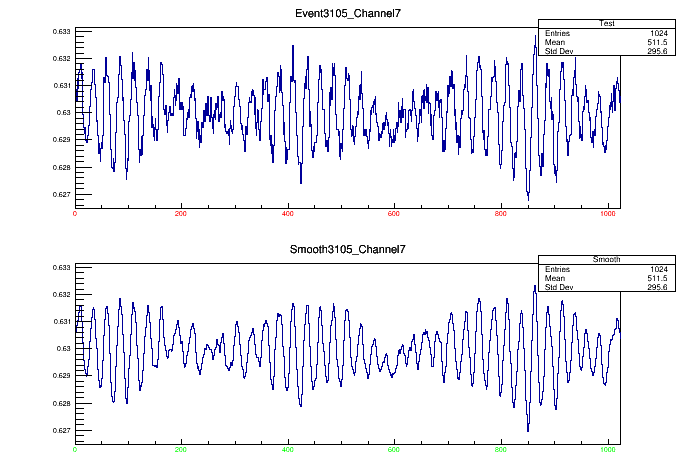 Event3105_Channel7
Test
Entries 1024
Mean 511.5
Std Dev 295.6
0.633
0.632
0.631
0.63
0.629
0.628
0.627
0 200 400 600 800 1000
Smooth3105_Channel7
Smooth
Entries 1024
Mean 511.5
Std Dev 295.6
0.633
0.632
0.631
0.63
0.629
0.628
0.627
0 200 400 600 800 1000